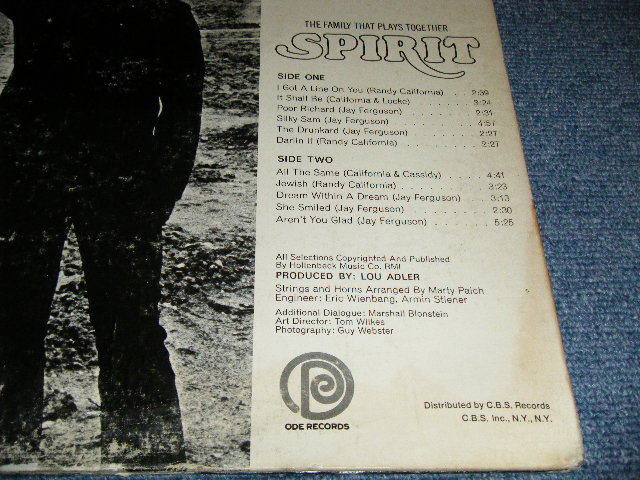 THE FAMILY THAT PLAYS TOGETHER
SPIRIT
SIDE ONE
I Got A Line On You (Randy California) . . 2:39
It Shall Be (California & Locke) . . . . 3:24
Poor Richard (Jay Ferguson) . . . . . 2:31
Silky Sam (Jay Ferguson) . . . . . . 4:57
The Drunkard (Jay Ferguson) . . . . . 2:27
Darlin If (Randy California) . . . . . . 2:27
SIDE TWO
All The Same (California & Cassidy) . . . . 4:41
Jewish (Randy California) . . . . . . . 3:23
Dream Within A Dream (Jay Ferguson) . . . 3:13
She Smiled (Jay Ferguson) . . . . . . 2:30
Aren't You Glad (Jay Ferguson) . . . . . 5:25
All Selections Copyrighted And Published
By Hollenback Music Co. BMI
PRODUCED BY: LOU ADLER
Strings and Horns Arranged By Marty Paich
Engineer: Eric Wienbang, Armin Stiener
Additional Dialogue: Marshall Blonstein
Art Director: Tom Wilkes
Photography: Guy Webster
ODE RECORDS
Distributed by C.B.S. Records
C.B.S. Inc., N.Y., N.Y.